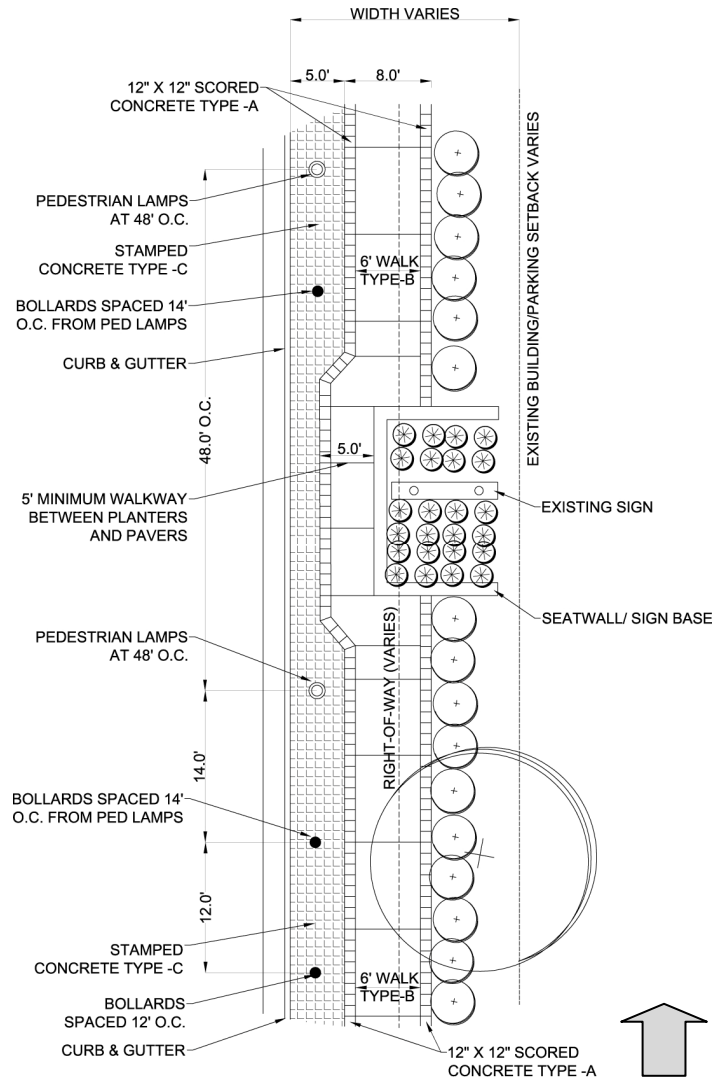 WIDTH VARIES
5.0'
8.0'
12" X 12" SCORED
CONCRETE TYPE -A
PEDESTRIAN LAMPS
AT 48' O.C.
STAMPED
CONCRETE TYPE -C
6' WALK
TYPE-B
BOLLARDS SPACED 14'
O.C. FROM PED LAMPS
CURB & GUTTER
EXISTING BUILDING/PARKING SETBACK VARIES
48.0' O.C.
5.0'
5' MINIMUM WALKWAY
BETWEEN PLANTERS
AND PAVERS
EXISTING SIGN
SEATWALL/ SIGN BASE
PEDESTRIAN LAMPS
AT 48' O.C.
RIGHT-OF-WAY (VARIES)
14.0'
BOLLARDS SPACED 14'
O.C. FROM PED LAMPS
12.0'
STAMPED
CONCRETE TYPE -C
6' WALK
TYPE-B
BOLLARDS
SPACED 12' O.C.
CURB & GUTTER
12" X 12" SCORED
CONCRETE TYPE -A